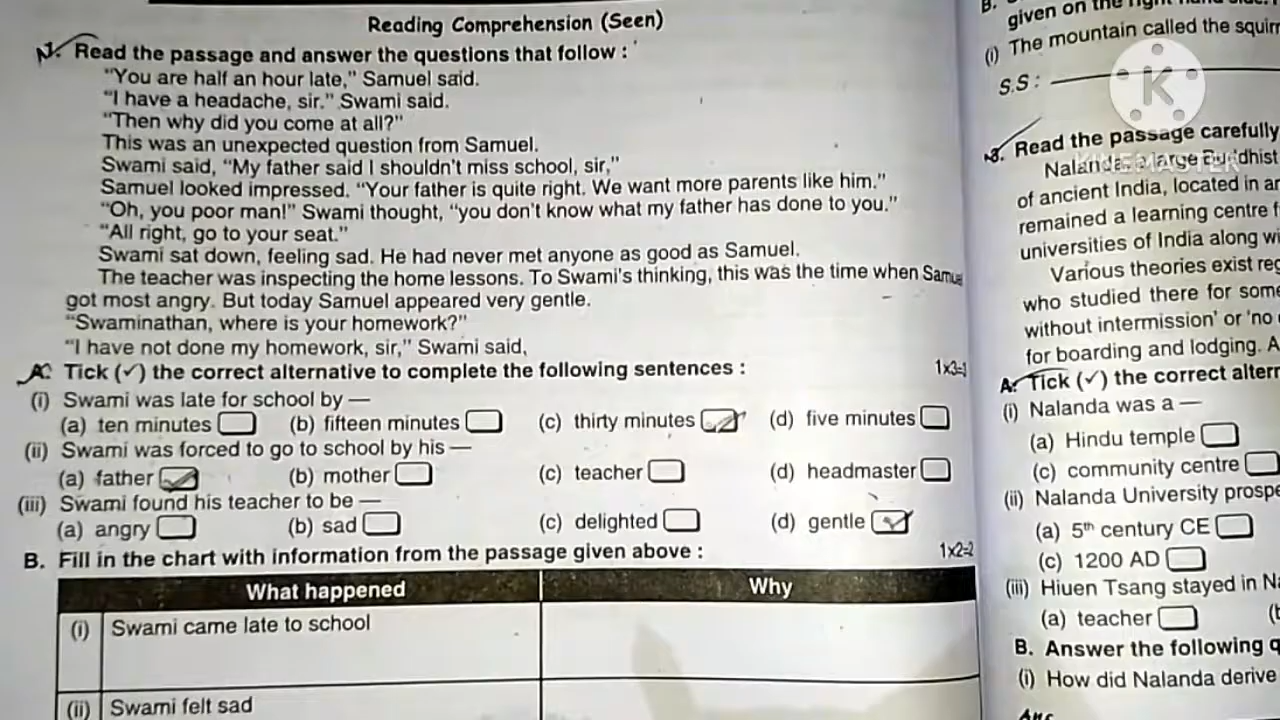 Reading Comprehension (Seen)
1. Read the passage and answer the questions that follow :
"You are half an hour late," Samuel said.
"I have a headache, sir." Swami said.
"Then why did you come at all?"
This was an unexpected question from Samuel.
Swami said, "My father said I shouldn't miss school, sir,"
Samuel looked impressed. "Your father is quite right. We want more parents like him."
"Oh, you poor man!" Swami thought, "you don't know what my father has done to you."
"All right, go to your seat."
Swami sat down, feeling sad. He had never met anyone as good as Samuel.
The teacher was inspecting the home lessons. To Swami's thinking, this was the time when Samuel
got most angry. But today Samuel appeared very gentle.
"Swaminathan, where is your homework?"
"I have not done my homework, sir," Swami said,
A. Tick (✓) the correct alternative to complete the following sentences :
(i) Swami was late for school by —
(a) ten minutes (b) fifteen minutes (c) thirty minutes (d) five minutes
(ii) Swami was forced to go to school by his —
(a) father (b) mother (c) teacher (d) headmaster
(iii) Swami found his teacher to be —
(a) angry (b) sad (c) delighted (d) gentle
B. Fill in the chart with information from the passage given above : 1x2=2
What happened Why
(i) Swami came late to school
(ii) Swami felt sad
B.
given on the right hand side.
(i) The mountain called the squirr
S.S :
K
KINEMASTER
3. Read the passage carefully
Nalanda large Buddhist
of ancient India, located in
remained a learning centre f
universities of India along wi
Various theories exist reg
who studied there for some
without intermission' or 'no
for boarding and lodging. A
A. Tick (✓) the correct altern
(i) Nalanda was a —
(a) Hindu temple
(c) community centre
(ii) Nalanda University prospe
(a) 5th century CE
(c) 1200 AD
(iii) Hiuen Tsang stayed in Na
(a) teacher
B. Answer the following q
(i) How did Nalanda derive
Ans